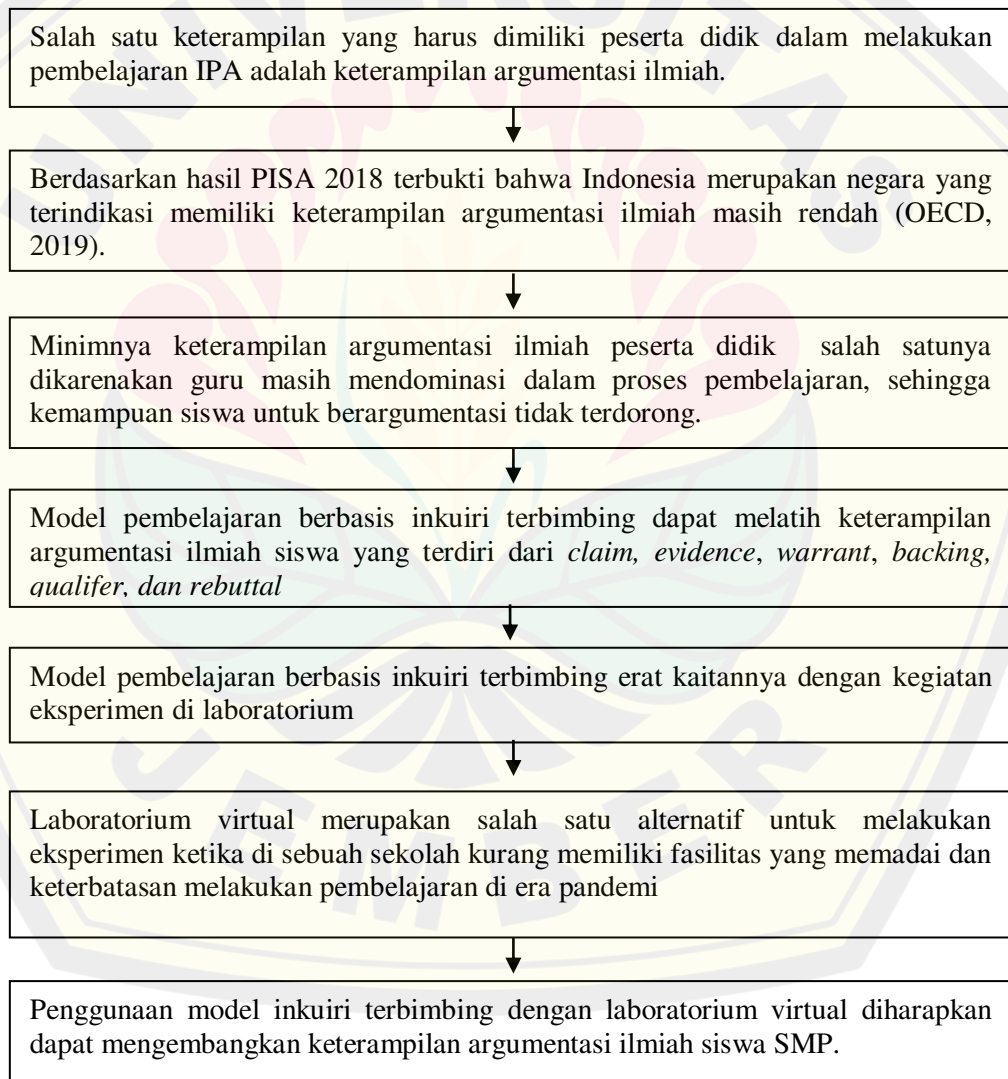 Salah satu keterampilan yang harus dimiliki peserta didik dalam melakukan
pembelajaran IPA adalah keterampilan argumentasi ilmiah.
Berdasarkan hasil PISA 2018 terbukti bahwa Indonesia merupakan negara yang
terindikasi memiliki keterampilan argumentasi ilmiah masih rendah (OECD,
2019).
Minimnya keterampilan argumentasi ilmiah peserta didik salah satunya
dikarenakan guru masih mendominasi dalam proses pembelajaran, sehingga
kemampuan siswa untuk berargumentasi tidak terdorong.
Model pembelajaran berbasis inkuiri terbimbing dapat melatih keterampilan
argumentasi ilmiah siswa yang terdiri dari claim, evidence, warrant, backing,
qualifer, dan rebuttal
Model pembelajaran berbasis inkuiri terbimbing erat kaitannya dengan kegiatan
eksperimen di laboratorium
Laboratorium virtual merupakan salah satu alternatif untuk melakukan
eksperimen ketika di sebuah sekolah kurang memiliki fasilitas yang memadai dan
keterbatasan melakukan pembelajaran di era pandemi
Penggunaan model inkuiri terbimbing dengan laboratorium virtual diharapkan
dapat mengembangkan keterampilan argumentasi ilmiah siswa SMP.
UNIVERSITAS
JEMBER